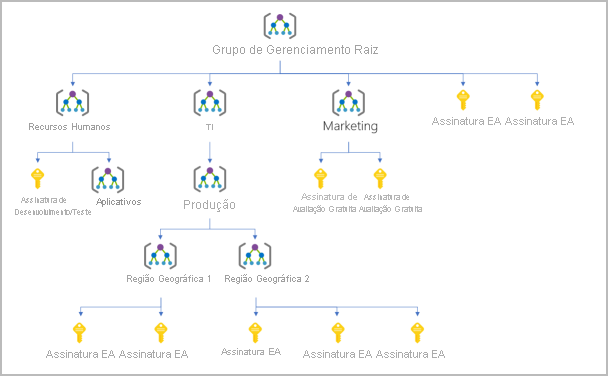 Grupo de Gerenciamento Raiz
Recursos Humanos
TI
Marketing
Assinatura EA
Assinatura EA
Assinatura de
Desenvolvimento/Teste
Aplicativos
Produção
Assinatura de
Avaliação Gratuita
Assinatura de
Avaliação Gratuita
Região Geográfica 1
Região Geográfica 2
Assinatura EA
Assinatura EA
Assinatura EA
Assinatura EA
Assinatura EA